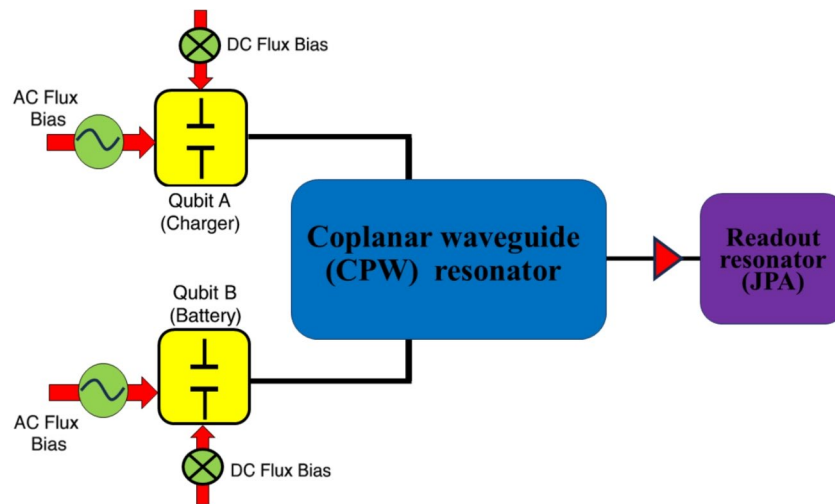 DC Flux Bias
AC Flux
Bias
Qubit A
(Charger)
Coplanar waveguide
(CPW) resonator
Readout
resonator
(JPA)
Qubit B
(Battery)
AC Flux
Bias
DC Flux Bias